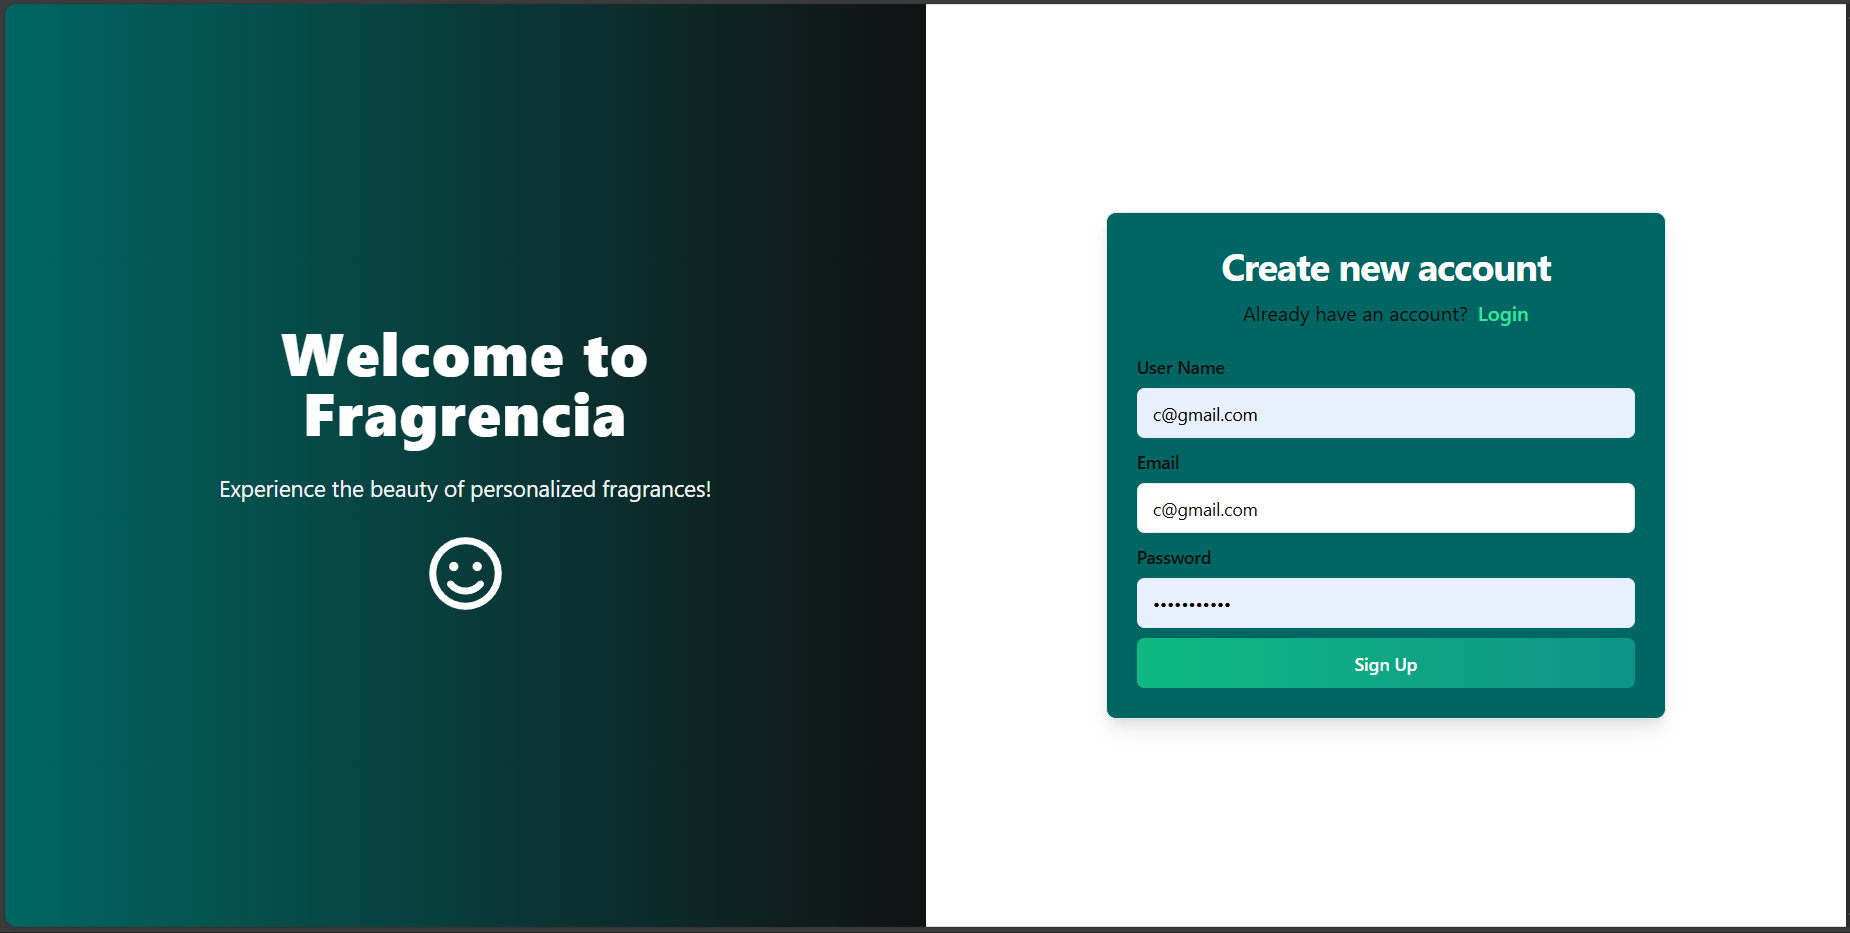 Welcome to
Fragrencia
Experience the beauty of personalized fragrances!
Create new account
Already have an account? Login
User Name
c@gmail.com
Email
c@gmail.com
Password
•••••••••••
Sign Up